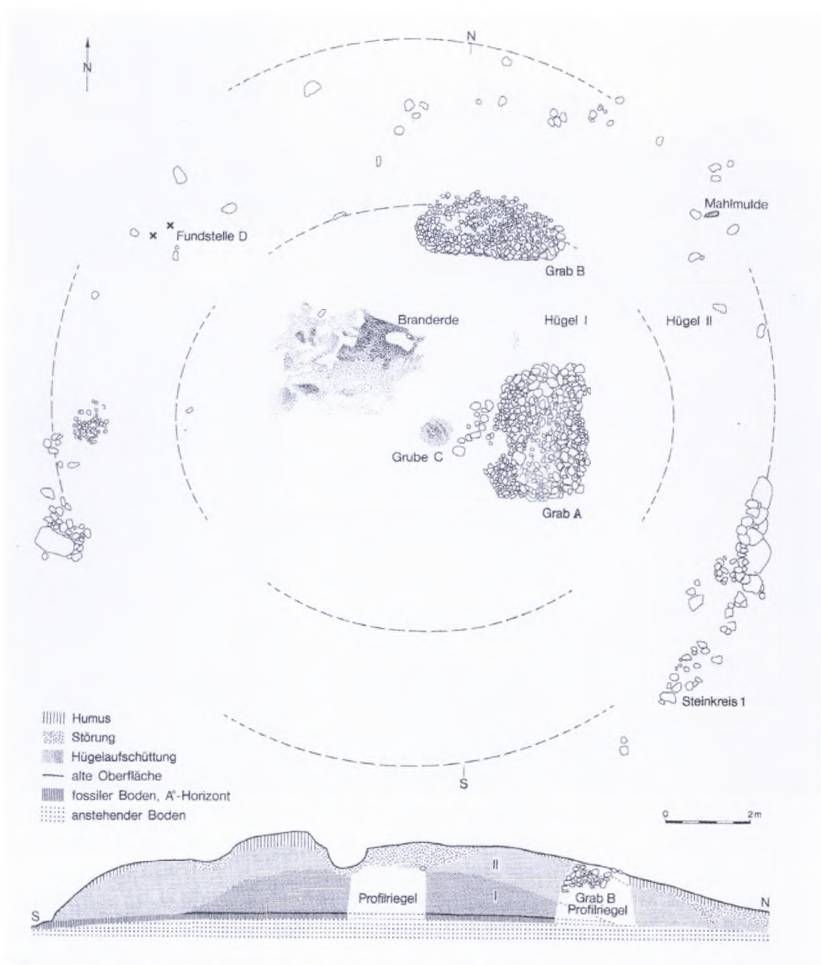 N
N
Mahlmulde
Fundstelle D
Grab B
Branderde
Hügel I
Hügel II
Grube C
Grab A
Steinkreis 1
S
Humus
Störung
Hügelaufschüttung
alte Oberfläche
fossiler Boden, A"-Horizont
anstehender Boden
0 2m
II
I
Profilriegel
Grab B
Profilriegel
S
N